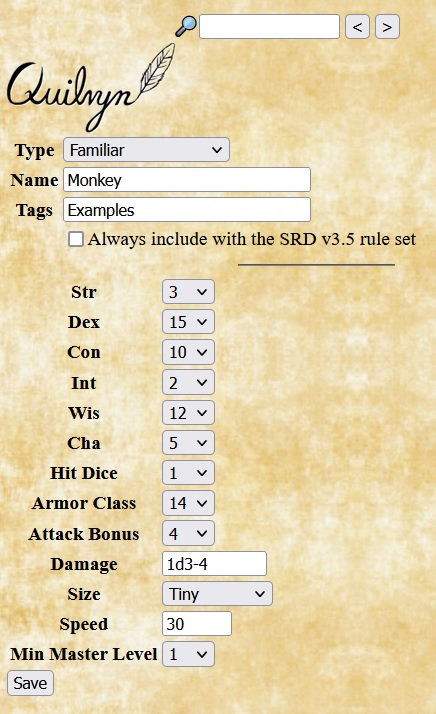 < >
Quilvyn
Type Familiar
Name Monkey
Tags Examples
Always include with the SRD v3.5 rule set
Str 3
Dex 15
Con 10
Int 2
Wis 12
Cha 5
Hit Dice 1
Armor Class 14
Attack Bonus 4
Damage 1d3-4
Size Tiny
Speed 30
Min Master Level 1
Save